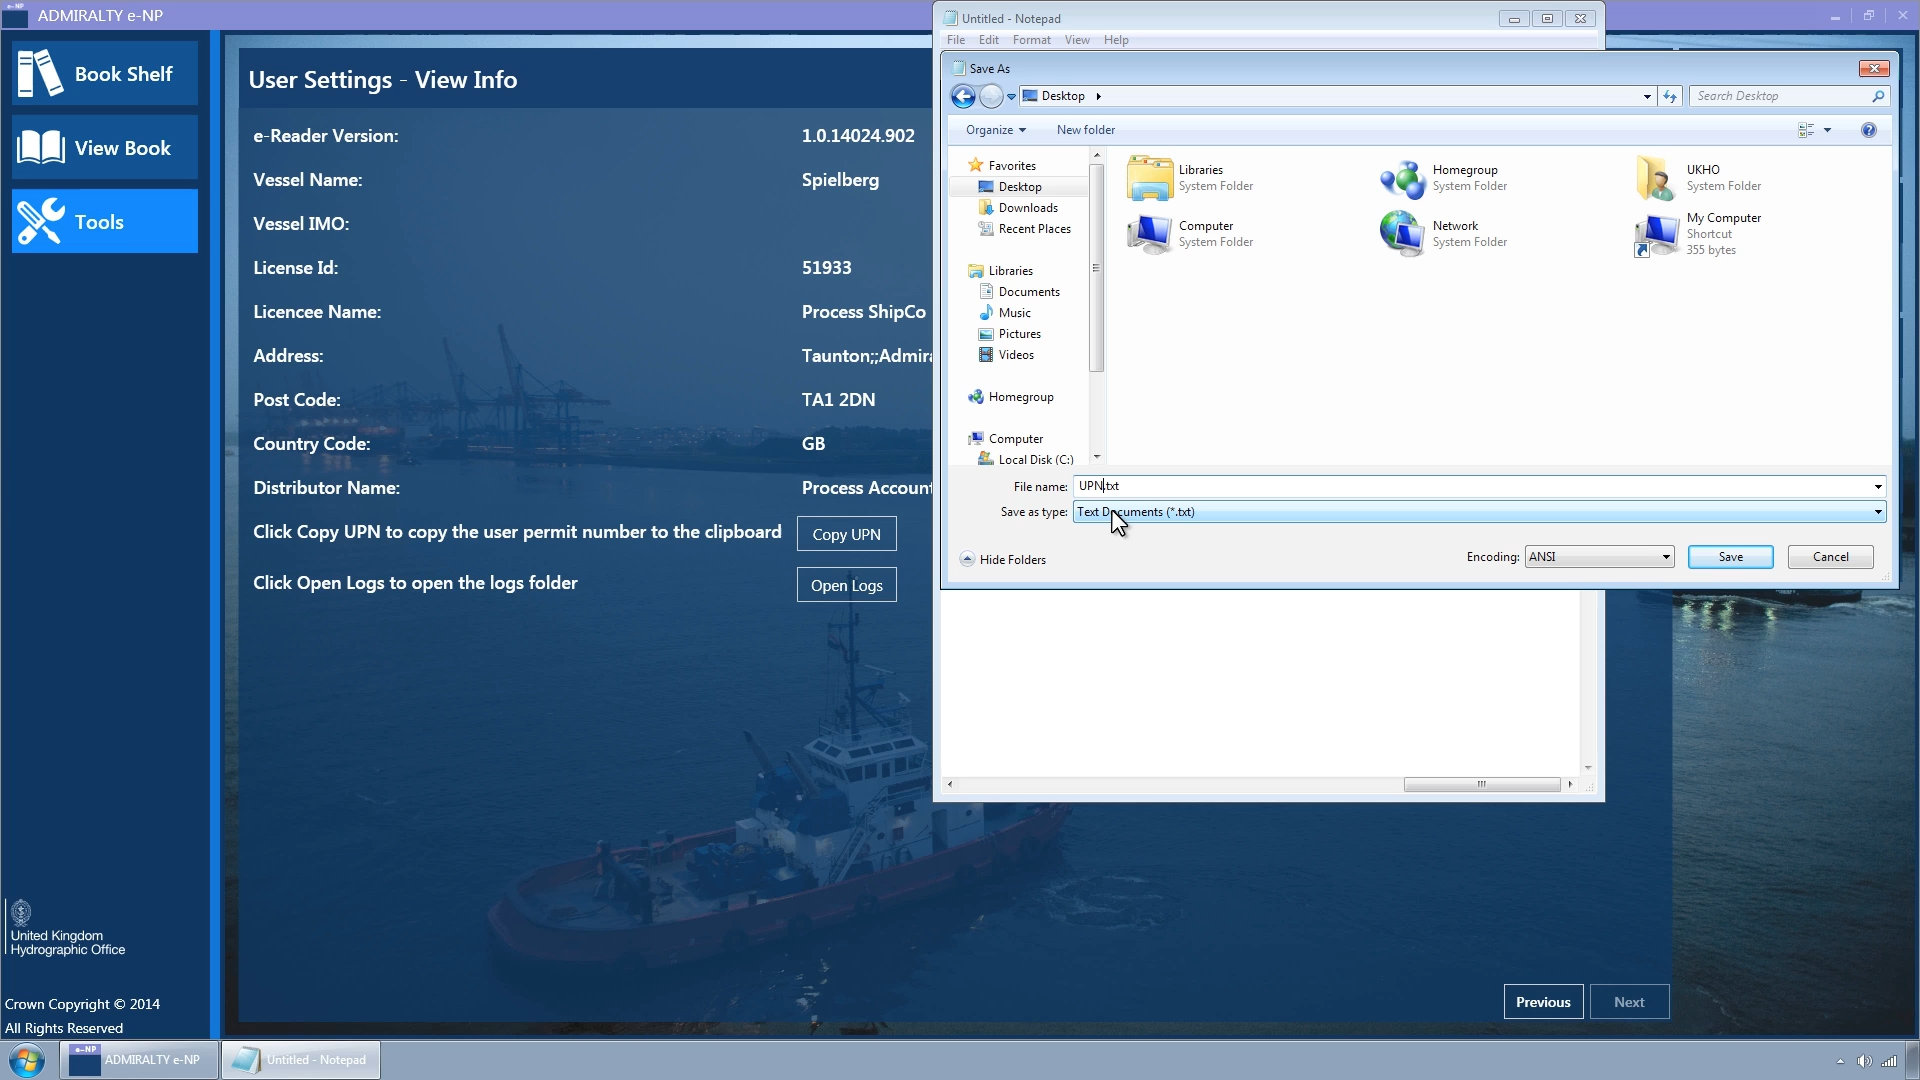 e-NP
ADMIRALTY e-NP
Book Shelf
View Book
Tools
United Kingdom
Hydrographic Office
Crown Copyright © 2014
All Rights Reserved
User Settings - View Info
e-Reader Version: 1.0.14024.902
Vessel Name: Spielberg
Vessel IMO:
License Id: 51933
Licencee Name: Process ShipCo
Address: Taunton;;Admira
Post Code: TA1 2DN
Country Code: GB
Distributor Name: Process Account
Click Copy UPN to copy the user permit number to the clipboard Copy UPN
Click Open Logs to open the logs folder Open Logs
Previous Next
Untitled - Notepad
File Edit Format View Help
Save As
Desktop
Search Desktop
Organize New folder
Favorites
Desktop
Downloads
Recent Places
Libraries
Documents
Music
Pictures
Videos
Homegroup
Computer
Local Disk (C:)
Libraries
System Folder
Homegroup
System Folder
UKHO
System Folder
Computer
System Folder
Network
System Folder
My Computer
Shortcut
355 bytes
File name: UPN.txt
Save as type: Text Documents (*.txt)
Hide Folders
Encoding: ANSI Save Cancel
e-NP
ADMIRALTY e-NP
Untitled - Notepad